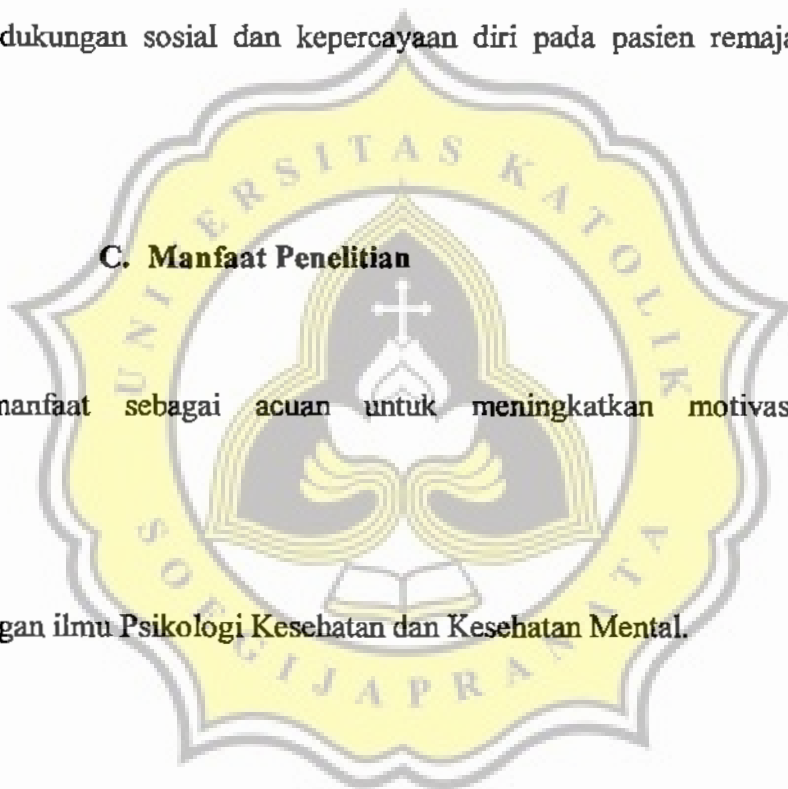 dukungan sosial dan kepercayaan diri pada pasien remaja
UNIVERSITAS KATOLIK
C. Manfaat Penelitian
manfaat sebagai acuan untuk meningkatkan motivas
gan ilmu Psikologi Kesehatan dan Kesehatan Mental.
SOEGIJAPRANATA